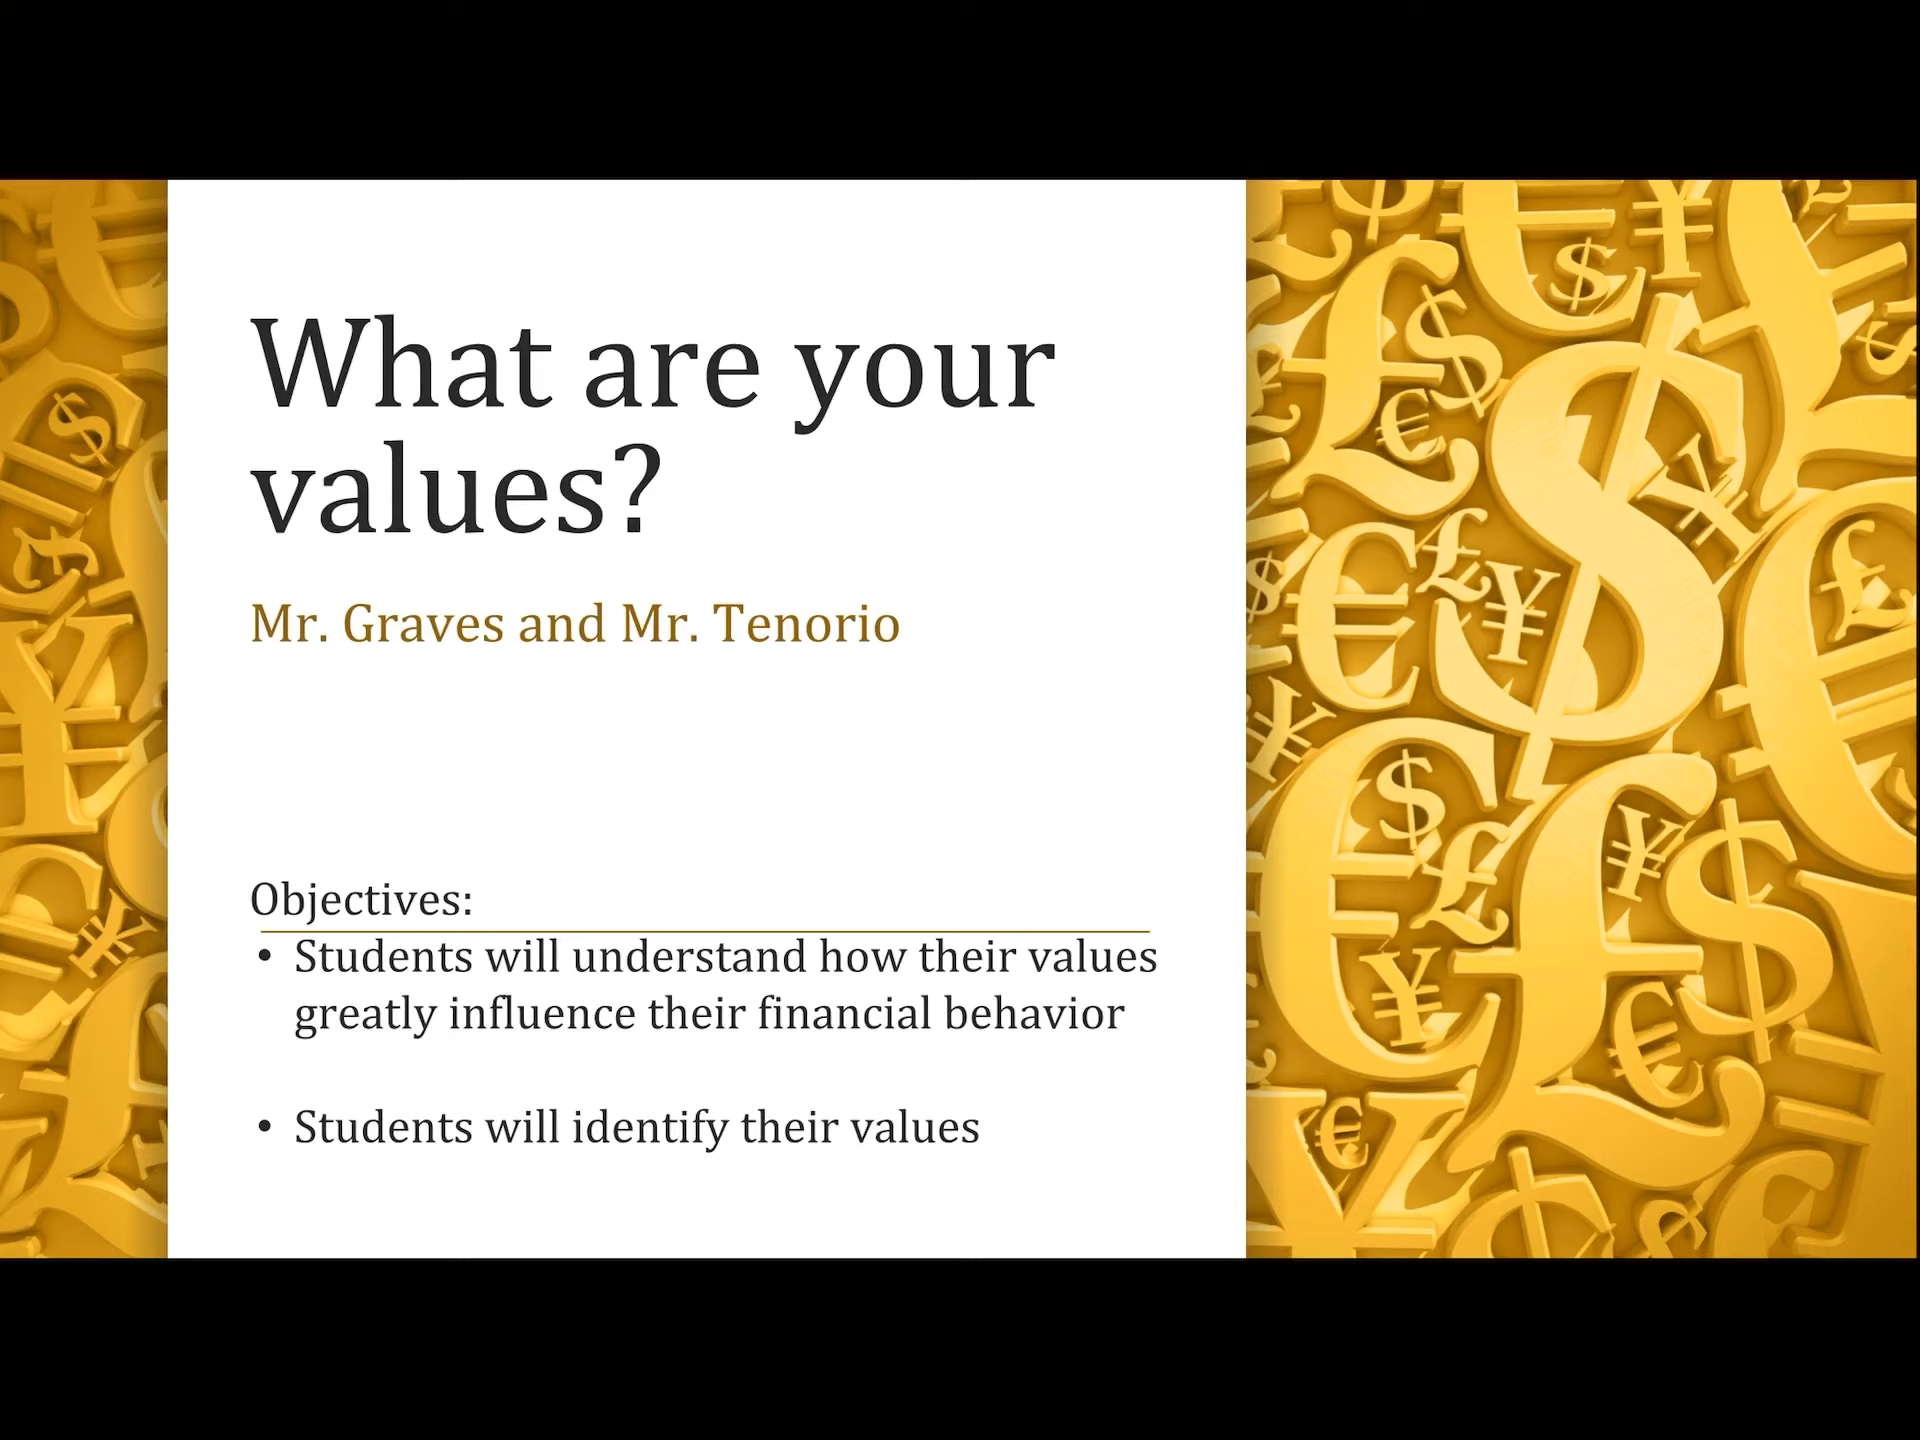 What are your
values?
Mr. Graves and Mr. Tenorio
Objectives:
• Students will understand how their values
greatly influence their financial behavior
• Students will identify their values